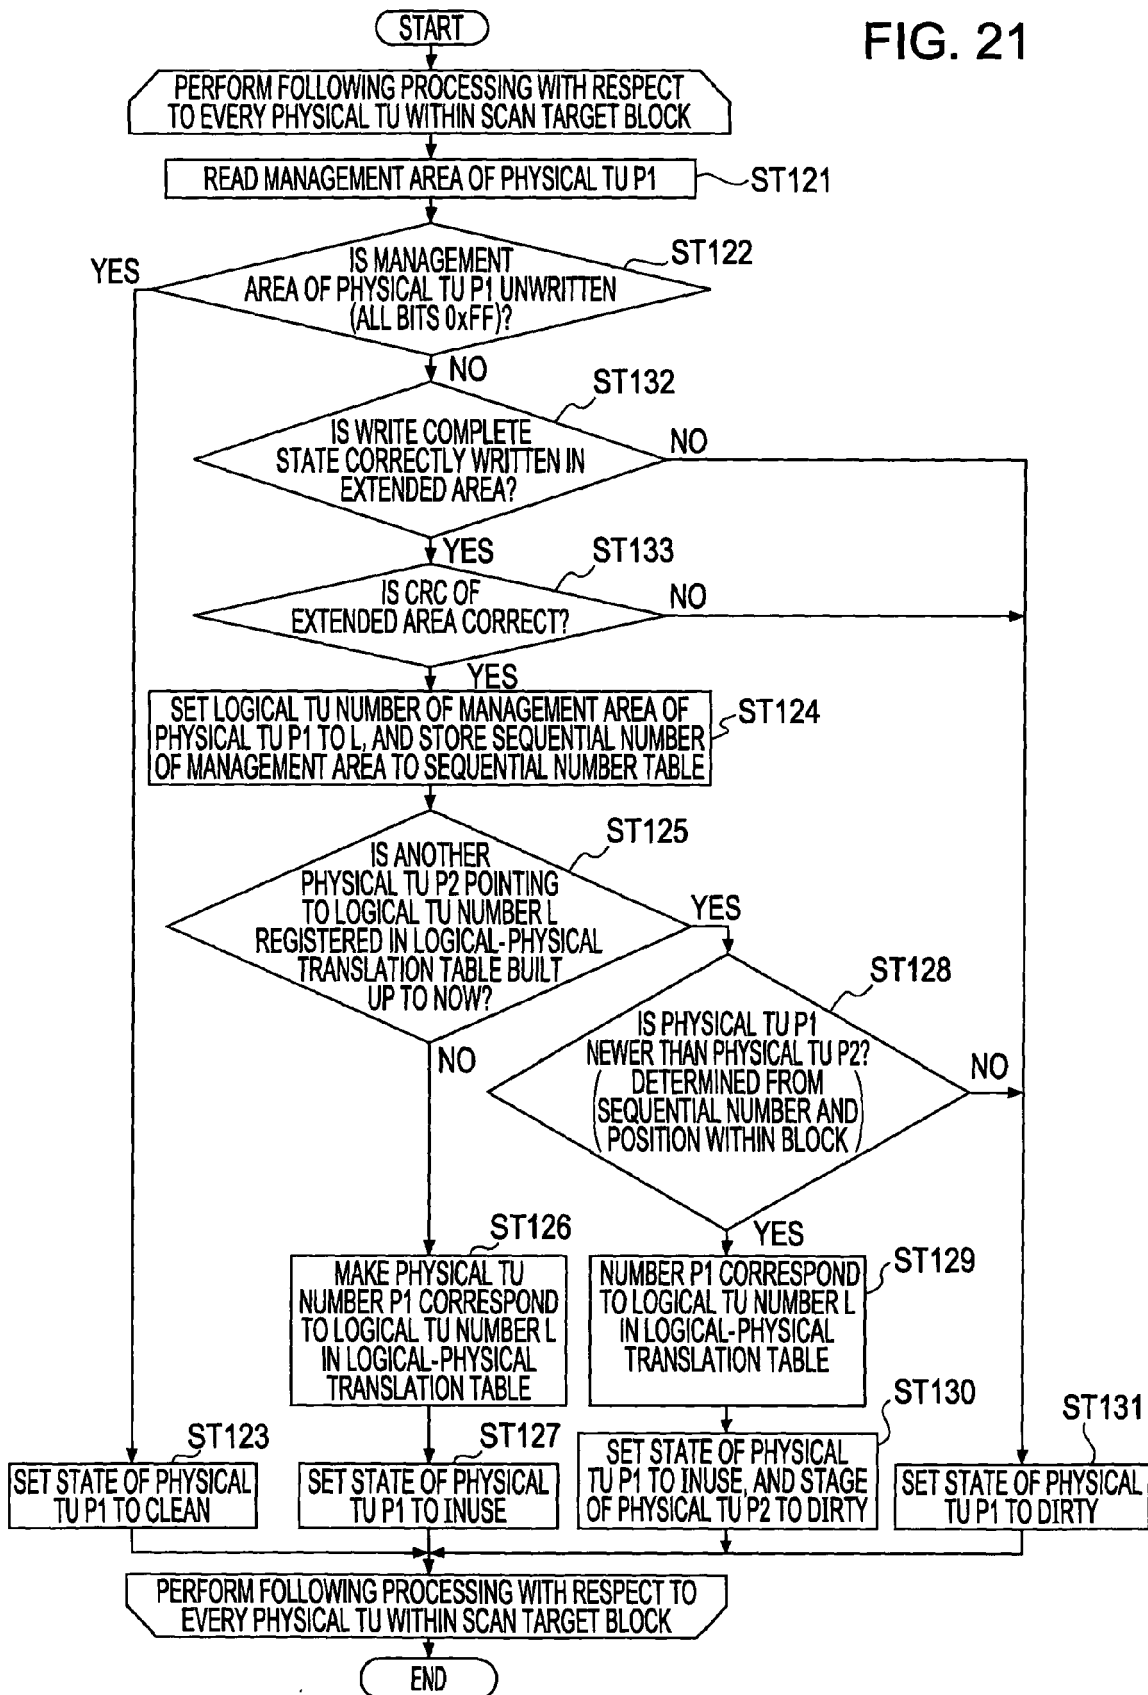 FIG. 21
START
PERFORM FOLLOWING PROCESSING WITH RESPECT
TO EVERY PHYSICAL TU WITHIN SCAN TARGET BLOCK
READ MANAGEMENT AREA OF PHYSICAL TU P1
ST121
IS MANAGEMENT
AREA OF PHYSICAL TU P1 UNWRITTEN
(ALL BITS 0xFF)?
ST122
YES
NO
IS WRITE COMPLETE
STATE CORRECTLY WRITTEN IN
EXTENDED AREA?
ST132
NO
YES
IS CRC OF
EXTENDED AREA CORRECT?
ST133
NO
YES
SET LOGICAL TU NUMBER OF MANAGEMENT AREA OF
PHYSICAL TU P1 TO L, AND STORE SEQUENTIAL NUMBER
OF MANAGEMENT AREA TO SEQUENTIAL NUMBER TABLE
ST124
IS ANOTHER
PHYSICAL TU P2 POINTING
TO LOGICAL TU NUMBER L
REGISTERED IN LOGICAL-PHYSICAL
TRANSLATION TABLE BUILT
UP TO NOW?
ST125
YES
NO
IS PHYSICAL TU P1
NEWER THAN PHYSICAL TU P2?
(DETERMINED FROM
SEQUENTIAL NUMBER AND
POSITION WITHIN BLOCK)
ST128
NO
YES
MAKE PHYSICAL TU
NUMBER P1 CORRESPOND
TO LOGICAL TU NUMBER L
IN LOGICAL-PHYSICAL
TRANSLATION TABLE
ST126
NUMBER P1 CORRESPOND
TO LOGICAL TU NUMBER L
IN LOGICAL-PHYSICAL
TRANSLATION TABLE
ST129
SET STATE OF PHYSICAL
TU P1 TO CLEAN
ST123
SET STATE OF PHYSICAL
TU P1 TO INUSE
ST127
SET STATE OF PHYSICAL
TU P1 TO INUSE, AND STAGE
OF PHYSICAL TU P2 TO DIRTY
ST130
SET STATE OF PHYSICAL
TU P1 TO DIRTY
ST131
PERFORM FOLLOWING PROCESSING WITH RESPECT TO
EVERY PHYSICAL TU WITHIN SCAN TARGET BLOCK
END